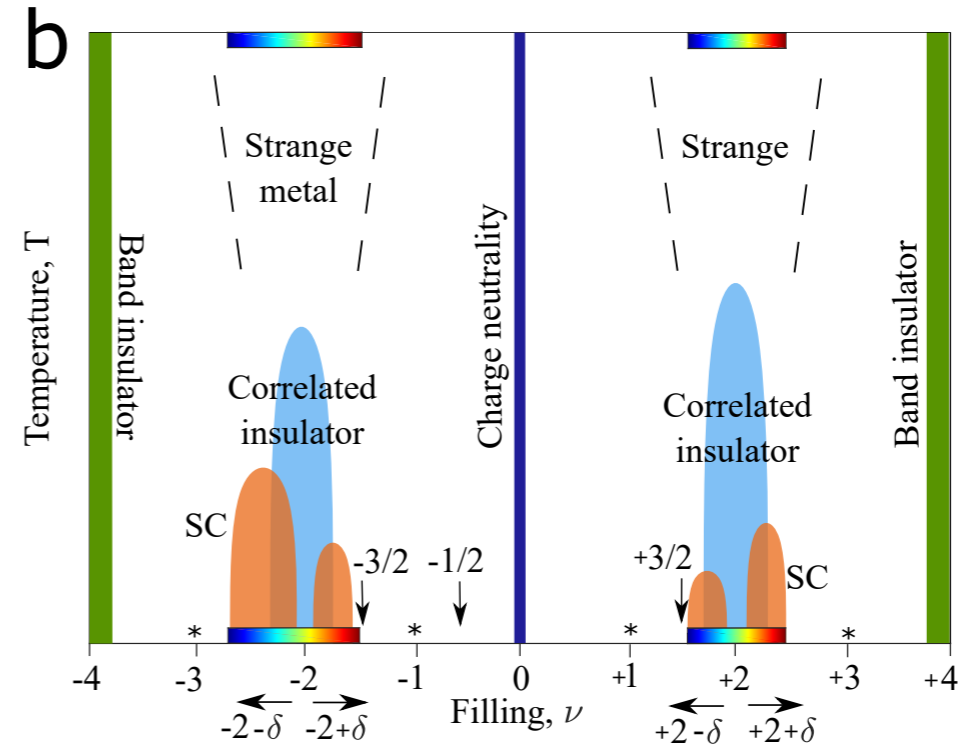 b
Strange
metal
Strange
Temperature, T
Band insulator
Charge neutrality
Band insulator
Correlated
insulator
Correlated
insulator
SC
-3/2
-1/2
+3/2
SC
*
*
*
*
-4
-3
-2
-1
0
+1
+2
+3
+4
-2-δ
-2+δ
Filling, ν
+2-δ
+2+δ